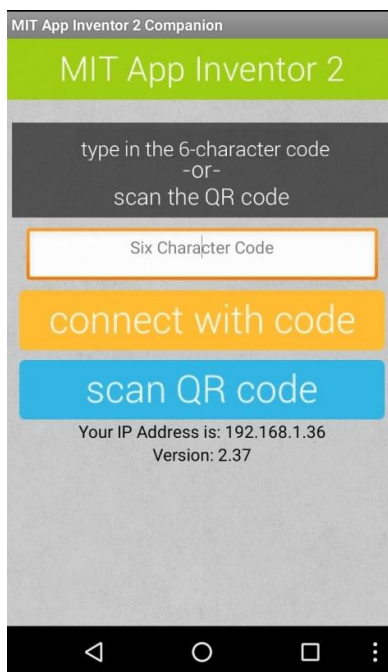 MIT App Inventor 2 Companion
MIT App Inventor 2
type in the 6-character code
-or-
scan the QR code
Six Character Code
connect with code
scan QR code
Your IP Address is: 192.168.1.36
Version: 2.37